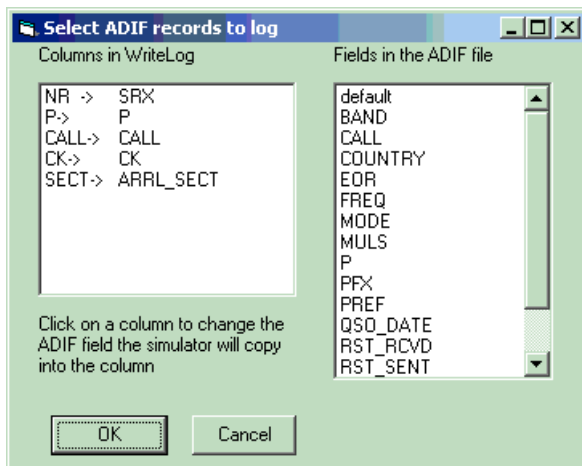 Select ADIF records to log
Columns in WriteLog
NR -> SRX
P-> P
CALL-> CALL
CK-> CK
SECT-> ARRL_SECT
Click on a column to change the
ADIF field the simulator will copy
into the column
Fields in the ADIF file
default
BAND
CALL
COUNTRY
EOR
FREQ
MODE
MULS
P
PFX
PREF
QSO_DATE
RST_RCVD
RST_SENT
OK
Cancel